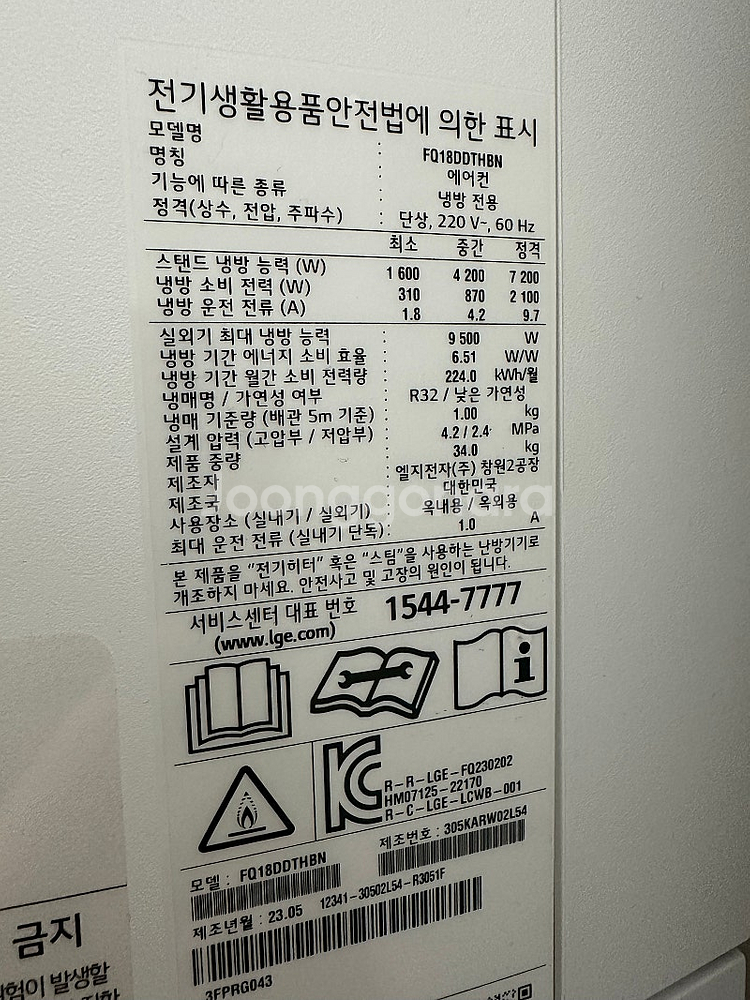 전기생활용품안전법에 의한 표시
모델명 : FQ18DDTHBN
명칭 : 에어컨
기능에 따른 종류 : 냉방 전용
정격(상수, 전압, 주파수) : 단상, 220 V~, 60 Hz
최소 중간 정격
스탠드 냉방 능력 (W) 1 600 4 200 7 200
냉방 소비 전력 (W) 310 870 2 100
냉방 운전 전류 (A) 1.8 4.2 9.7
실외기 최대 냉방 능력 : 9 500 W
냉방 기간 에너지 소비 효율 : 6.51 W/W
냉방 기간 월간 소비 전력량 : 224.0 kWh/월
냉매명 / 가연성 여부 : R32 / 낮은 가연성
냉매 기준량 (배관 5m 기준) : 1.00 kg
설계 압력 (고압부 / 저압부) : 4.2 / 2.4 MPa
제품 중량 : 34.0 kg
제조자 : 엘지전자(주) 창원2공장
제조국 : 대한민국
사용장소 (실내기 / 실외기) : 옥내용 / 옥외용
최대 운전 전류 (실내기 단독) : 1.0 A
joonggonara
본 제품을 "전기히터" 혹은 "스팀"을 사용하는 난방기기로
개조하지 마세요. 안전사고 및 고장의 원인이 됩니다.
서비스센터 대표 번호 1544-7777
(www.lge.com)
R-R-LGE-FQ230202
HM07125-22170
R-C-LGE-LCWB-001
모델 : FQ18DDTHBN
제조번호 : 305KARW02L54
제조년월 : 23.05 12341-30502L54-R3051F
3FPRG043
금지
험이 발생할